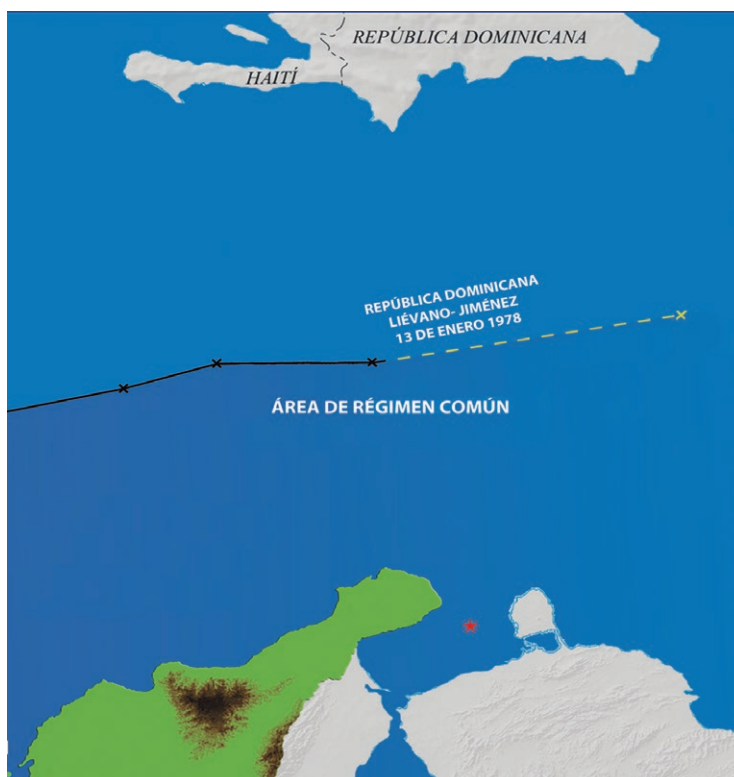 REPÚBLICA DOMINICANA
HAITÍ
REPÚBLICA DOMINICANA
LIÉVANO- JIMÉNEZ
13 DE ENERO 1978
ÁREA DE RÉGIMEN COMÚN